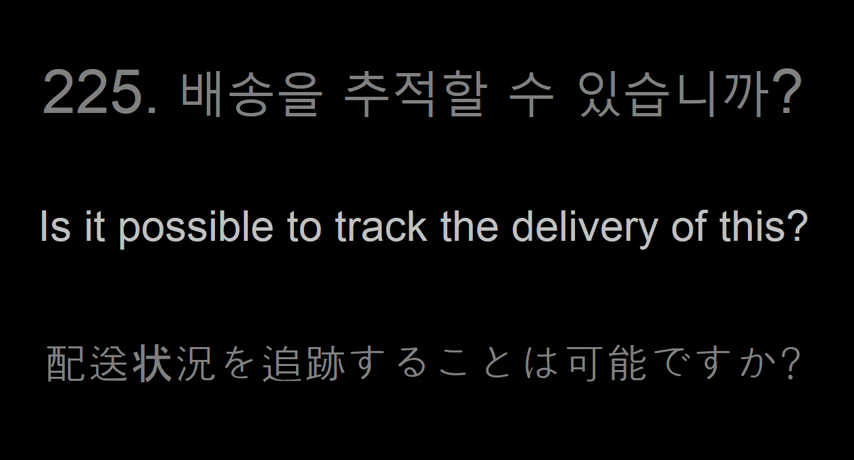 225. 배송을 추적할 수 있습니까?
Is it possible to track the delivery of this?
配送状況を追跡することは可能ですか?